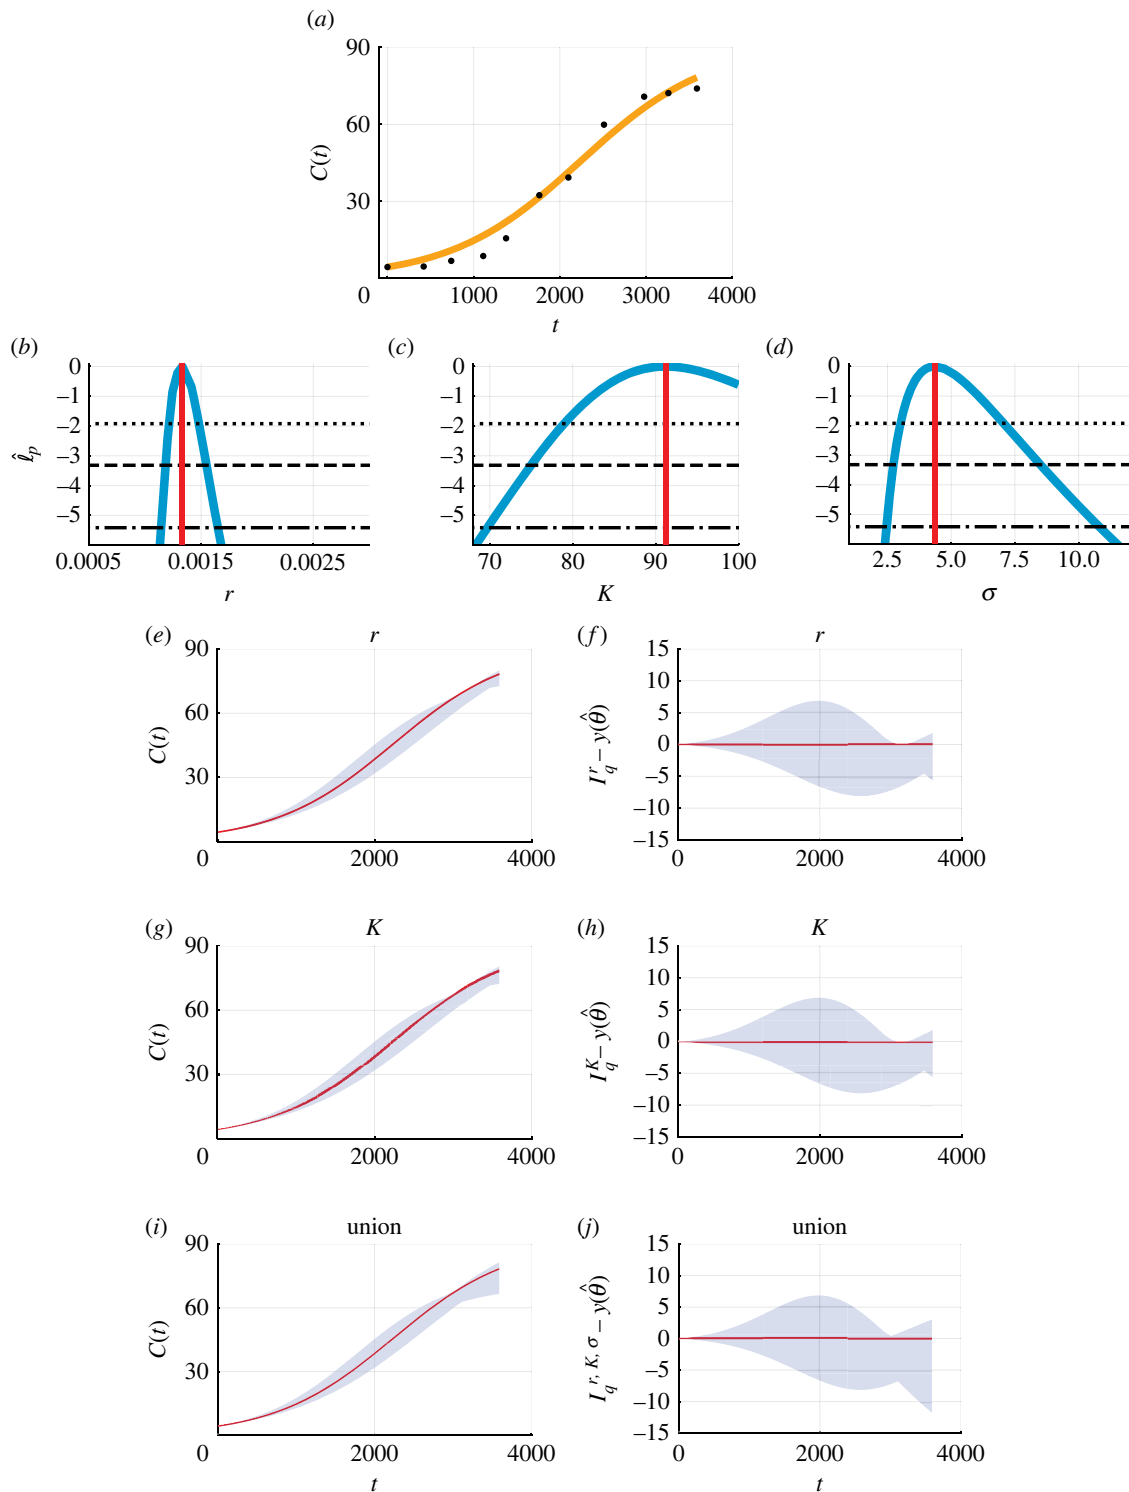 (a)
90
60
30
0
1000
2000
3000
4000
C(t)
t
(b)
0
–1
–2
–3
–4
–5
0.0005
0.0015
0.0025
ℓ̂p
r
(c)
0
–1
–2
–3
–4
–5
70
80
90
100
K
(d)
0
–1
–2
–3
–4
–5
2.5
5.0
7.5
10.0
σ
(e)
r
90
60
30
0
2000
4000
C(t)
(f)
r
15
10
5
0
–5
–10
–15
0
2000
4000
I_q^r – y(θ̂)
(g)
K
90
60
30
0
2000
4000
C(t)
(h)
K
15
10
5
0
–5
–10
–15
0
2000
4000
I_q^K – y(θ̂)
(i)
union
90
60
30
0
2000
4000
C(t)
t
(j)
union
15
10
5
0
–5
–10
–15
0
2000
4000
I_q^{r, K, σ} – y(θ̂)
t